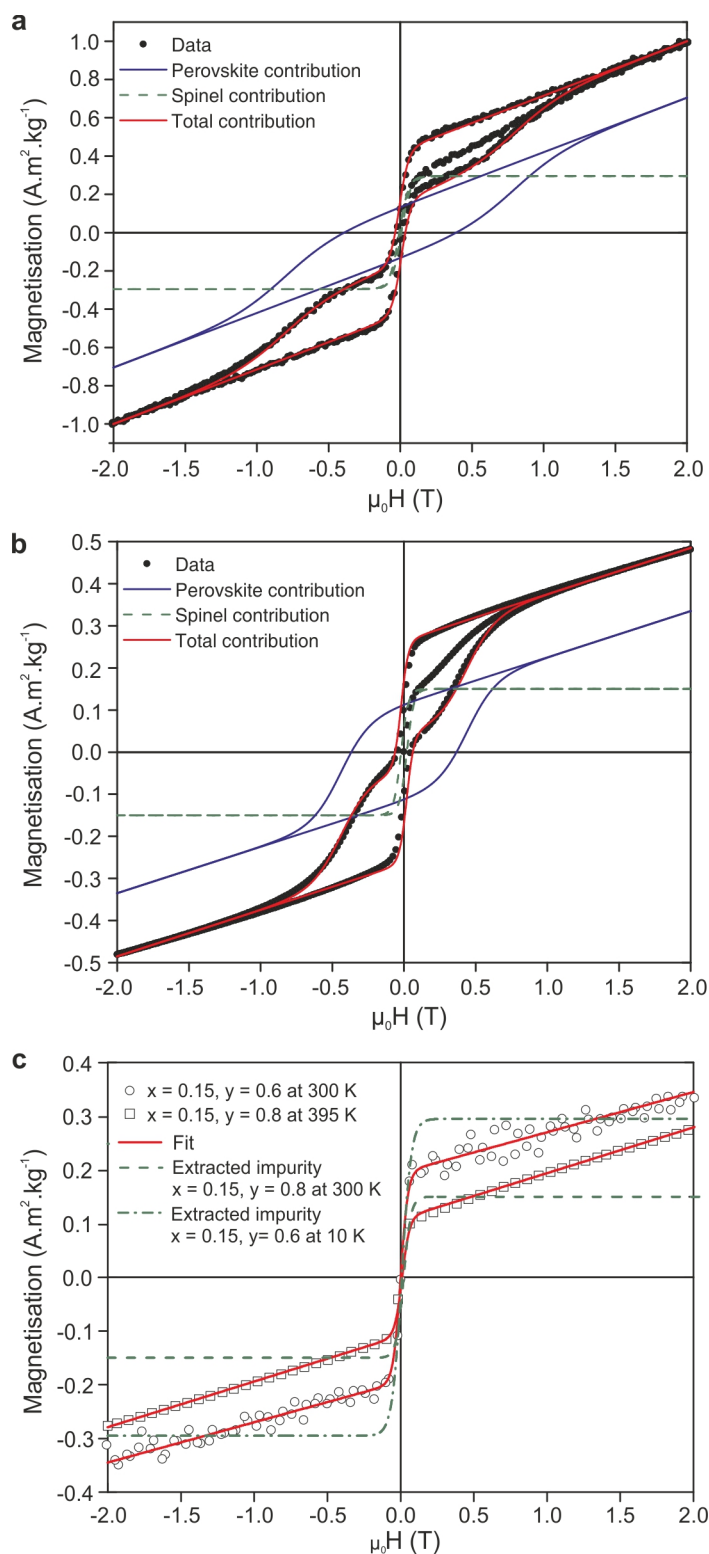 a
1.0
0.8
0.6
0.4
0.2
0.0
-0.2
-0.4
-0.6
-0.8
-1.0
Magnetisation (A.m².kg⁻¹)
Data
Perovskite contribution
Spinel contribution
Total contribution
-2.0 -1.5 -1.0 -0.5 0.0 0.5 1.0 1.5 2.0
μ₀H (T)
b
0.5
0.4
0.3
0.2
0.1
0.0
-0.1
-0.2
-0.3
-0.4
-0.5
Magnetisation (A.m².kg⁻¹)
Data
Perovskite contribution
Spinel contribution
Total contribution
-2.0 -1.5 -1.0 -0.5 0.0 0.5 1.0 1.5 2.0
μ₀H (T)
c
0.4
0.3
0.2
0.1
0.0
-0.1
-0.2
-0.3
-0.4
Magnetisation (A.m².kg⁻¹)
x = 0.15, y = 0.6 at 300 K
x = 0.15, y = 0.8 at 395 K
Fit
Extracted impurity
x = 0.15, y = 0.8 at 300 K
Extracted impurity
x = 0.15, y= 0.6 at 10 K
-2.0 -1.5 -1.0 -0.5 0.0 0.5 1.0 1.5 2.0
μ₀H (T)